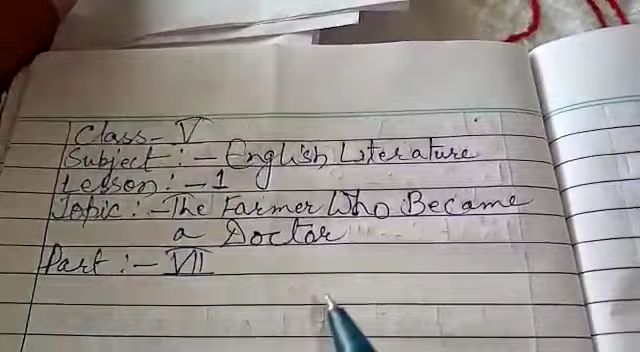 Class - V
Subject :- English Literature
Lesson :- 1
Topic :- The Farmer Who Became
a Doctor
Part :- VII